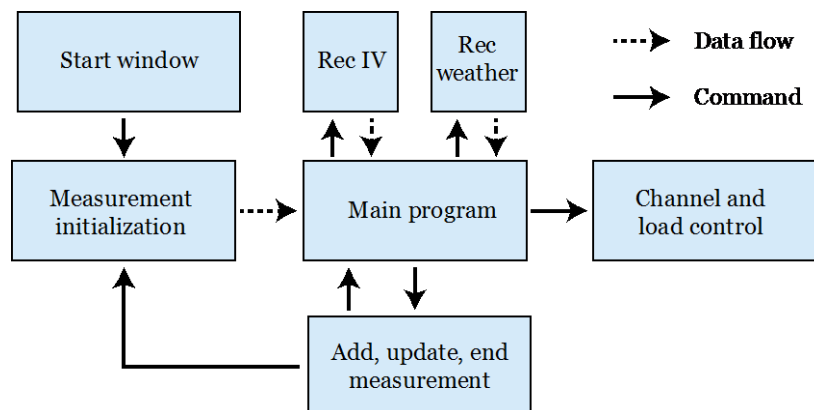 Start window
Rec IV
Rec
weather
Data flow
Command
Measurement
initialization
Main program
Channel and
load control
Add, update, end
measurement